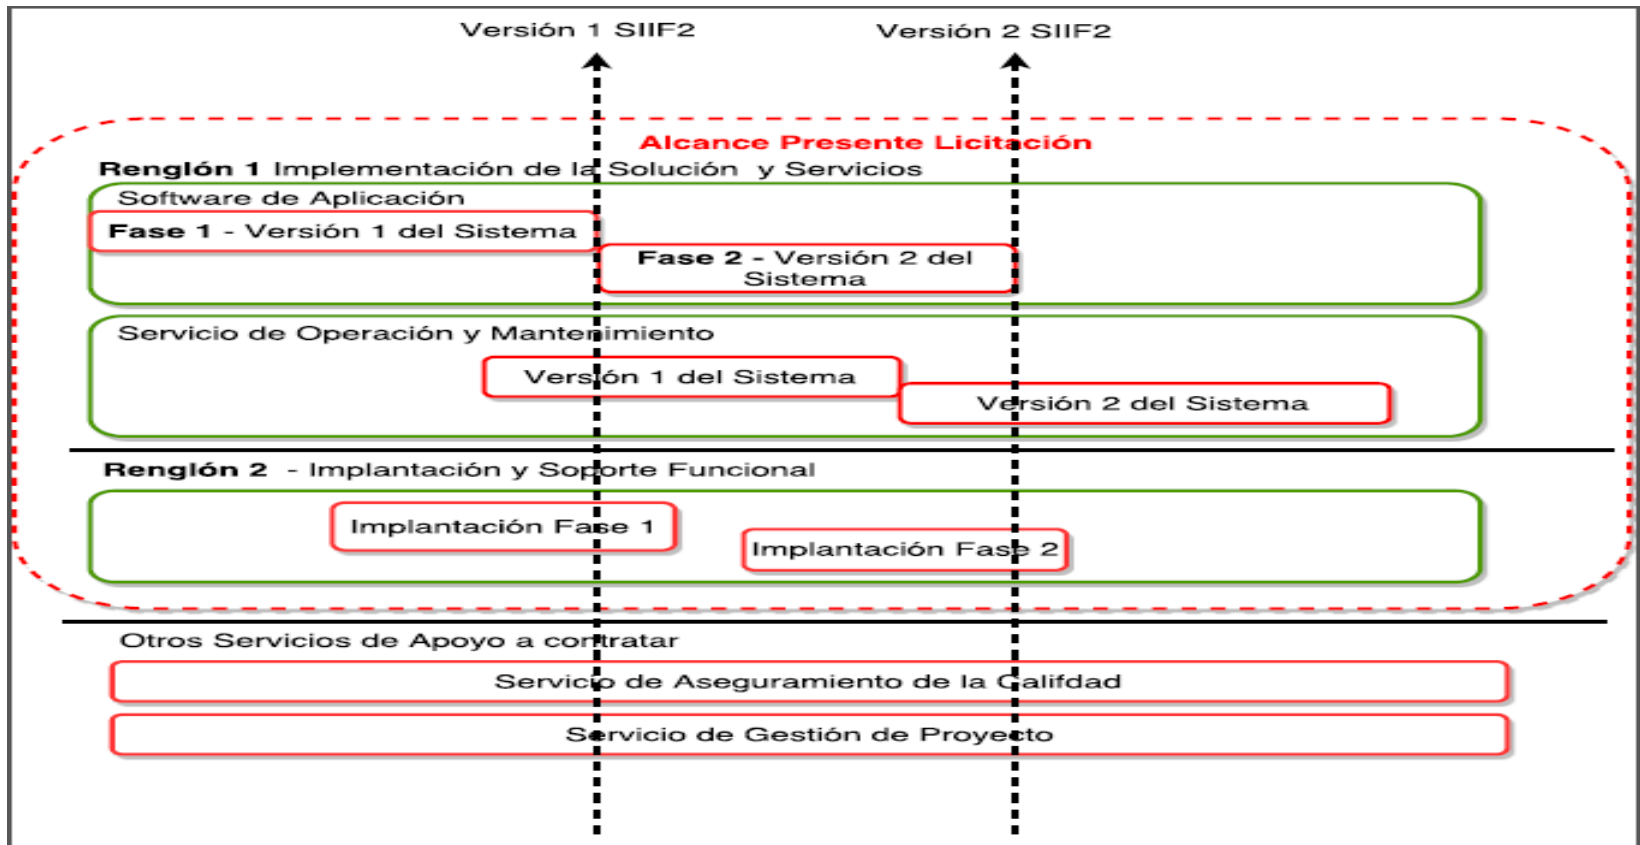 Versión 1 SIIF2
Versión 2 SIIF2
Alcance Presente Licitación
Renglón 1 Implementación de la Solución y Servicios
Software de Aplicación
Fase 1 - Versión 1 del Sistema
Fase 2 - Versión 2 del
Sistema
Servicio de Operación y Mantenimiento
Versión 1 del Sistema
Versión 2 del Sistema
Renglón 2 - Implantación y Soporte Funcional
Implantación Fase 1
Implantación Fase 2
Otros Servicios de Apoyo a contratar
Servicio de Aseguramiento de la Califdad
Servicio de Gestión de Proyecto